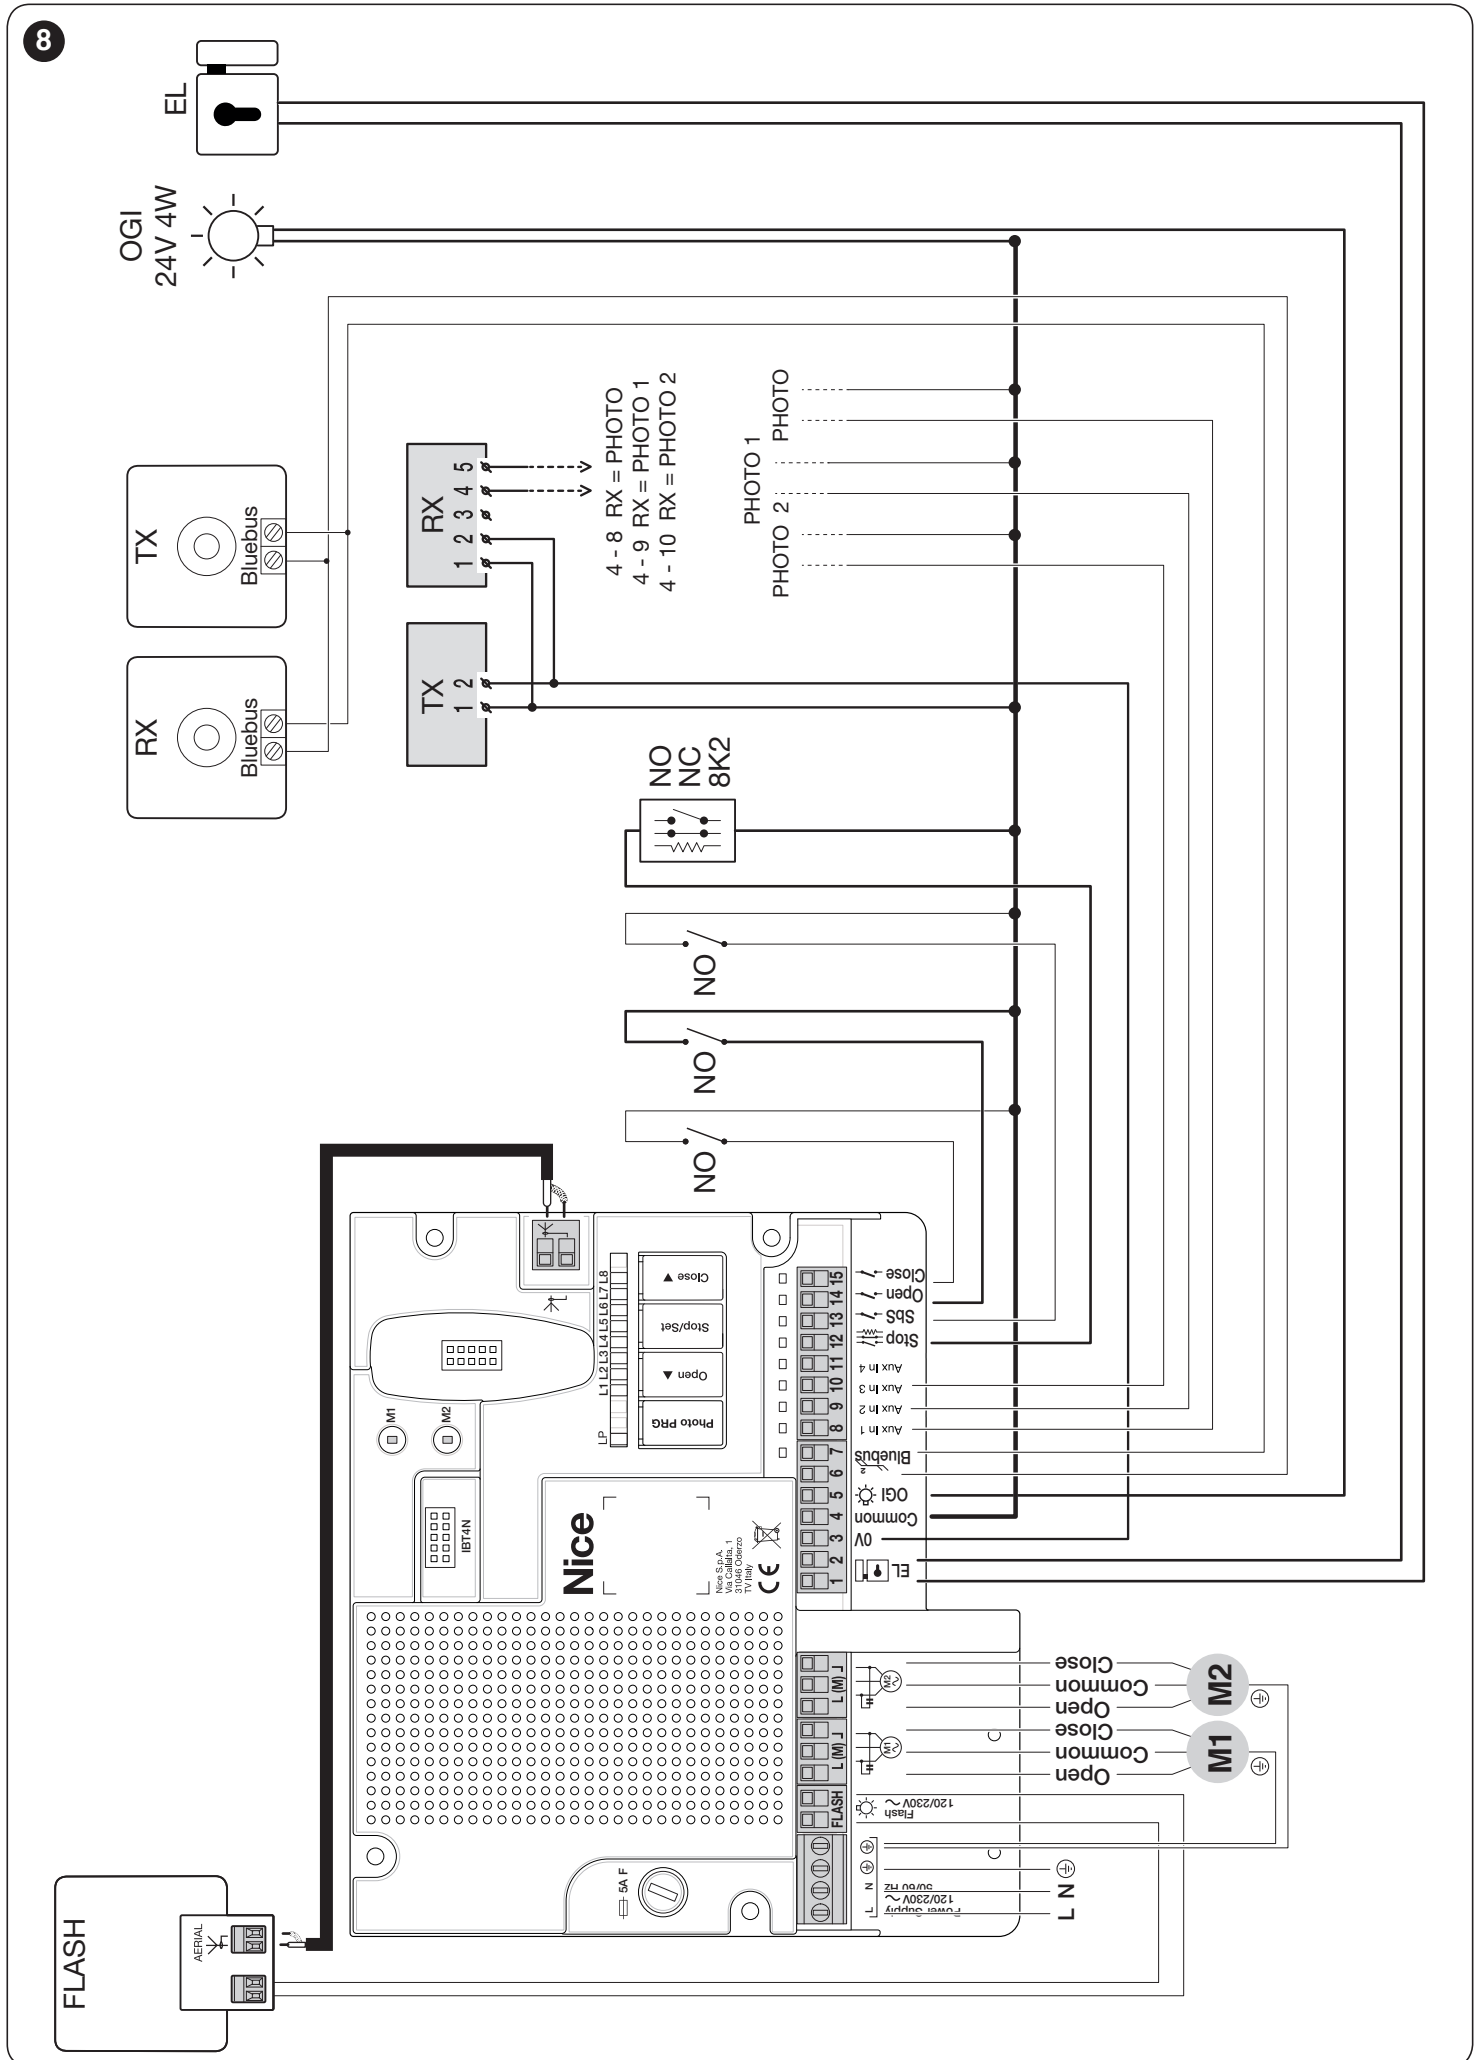 8
EL
OGI
24V 4W
TX
Bluebus
RX
Bluebus
RX
1 2 3 4 5
TX
1 2
4 - 8 RX = PHOTO
4 - 9 RX = PHOTO 1
4 - 10 RX = PHOTO 2
PHOTO
PHOTO 1
PHOTO 2
NO
NC
8K2
NO
NO
NO
M1
M2
IBT4N
LP
L1 L2 L3 L4 L5 L6 L7 L8
Close ▼
Stop/Set
Open ▲
Photo PRG
Nice
Nice S.p.A.
Via Callalta, 1
31046 Oderzo
TV Italy
CE
15 Close
14 Open
13 SbS
12 Stop
11 Aux In 4
10 Aux In 3
9 Aux In 2
8 Aux In 1
7 Bluebus
6 2
5 OGI
4 Common
3 0V
2
1 EL
L (M)
M2
Close
Common
Open
M2
L (M)
M1
Close
Common
Open
M1
FLASH
Flash
120/230V ~
N
L
Power Supply
120/230V ~
50/60 Hz
L N
5A F
FLASH
AERIAL